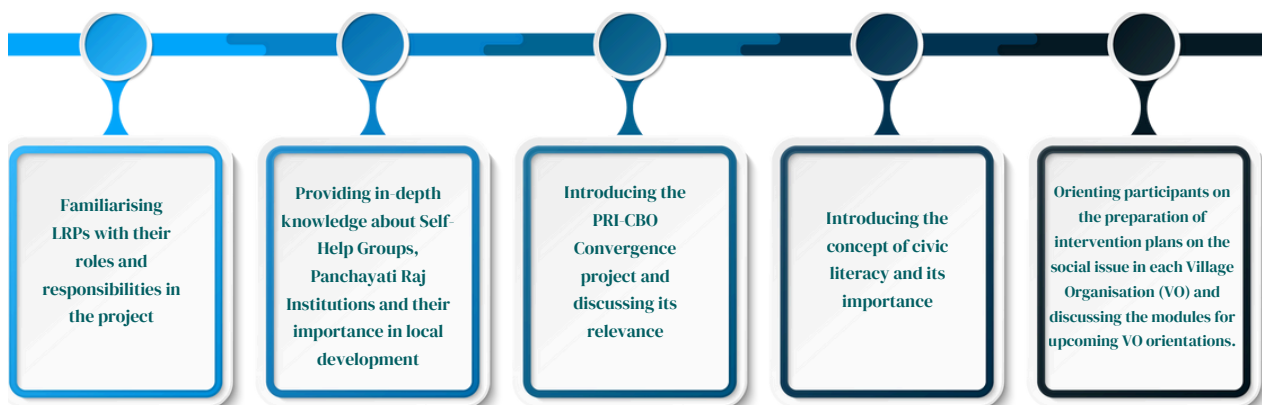 Familiarising
LRPs with their
roles and
responsibilities in
the project
Providing in-depth
knowledge about Self-
Help Groups,
Panchayati Raj
Institutions and their
importance in local
development
Introducing the
PRI-CBO
Convergence
project and
discussing its
relevance
Introducing the
concept of civic
literacy and its
importance
Orienting participants on
the preparation of
intervention plans on the
social issue in each Village
Organisation (VO) and
discussing the modules for
upcoming VO orientations.